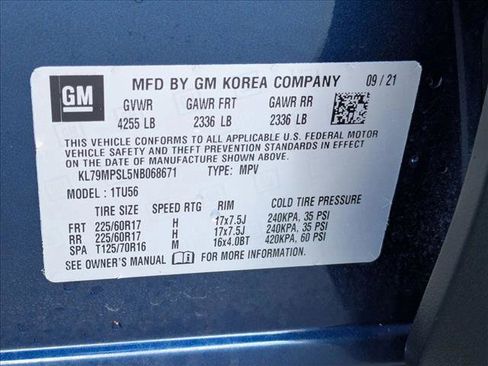 GM
MFD BY GM KOREA COMPANY 09/21
GVWR GAWR FRT GAWR RR
4255 LB 2336 LB 2336 LB
THIS VEHICLE CONFORMS TO ALL APPLICABLE U.S. FEDERAL MOTOR
VEHICLE SAFETY AND THEFT PREVENTION STANDARDS IN EFFECT ON
THE DATE OF MANUFACTURE SHOWN ABOVE.
KL79MPSL5NB068671 TYPE: MPV
MODEL: 1TU56
TIRE SIZE SPEED RTG RIM COLD TIRE PRESSURE
FRT 225/60R17 H 17x7.5J 240KPA, 35 PSI
RR 225/60R17 H 17x7.5J 240KPA, 35 PSI
SPA T125/70R16 M 16x4.0BT 420KPA, 60 PSI
SEE OWNER'S MANUAL FOR MORE INFORMATION.